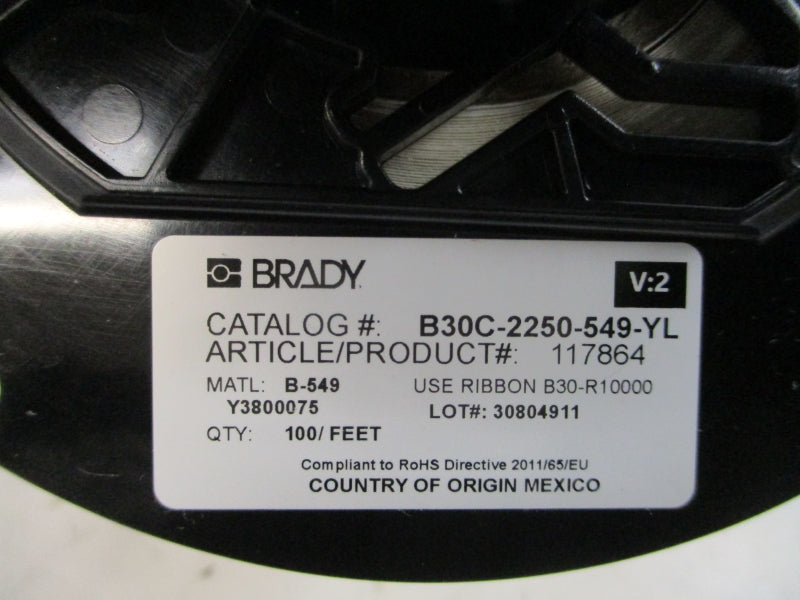 BRADY.
V:2
CATALOG #: B30C-2250-549-YL
ARTICLE/PRODUCT#: 117864
MATL: B-549 USE RIBBON B30-R10000
Y3800075 LOT#: 30804911
QTY: 100/ FEET
Compliant to RoHS Directive 2011/65/EU
COUNTRY OF ORIGIN MEXICO